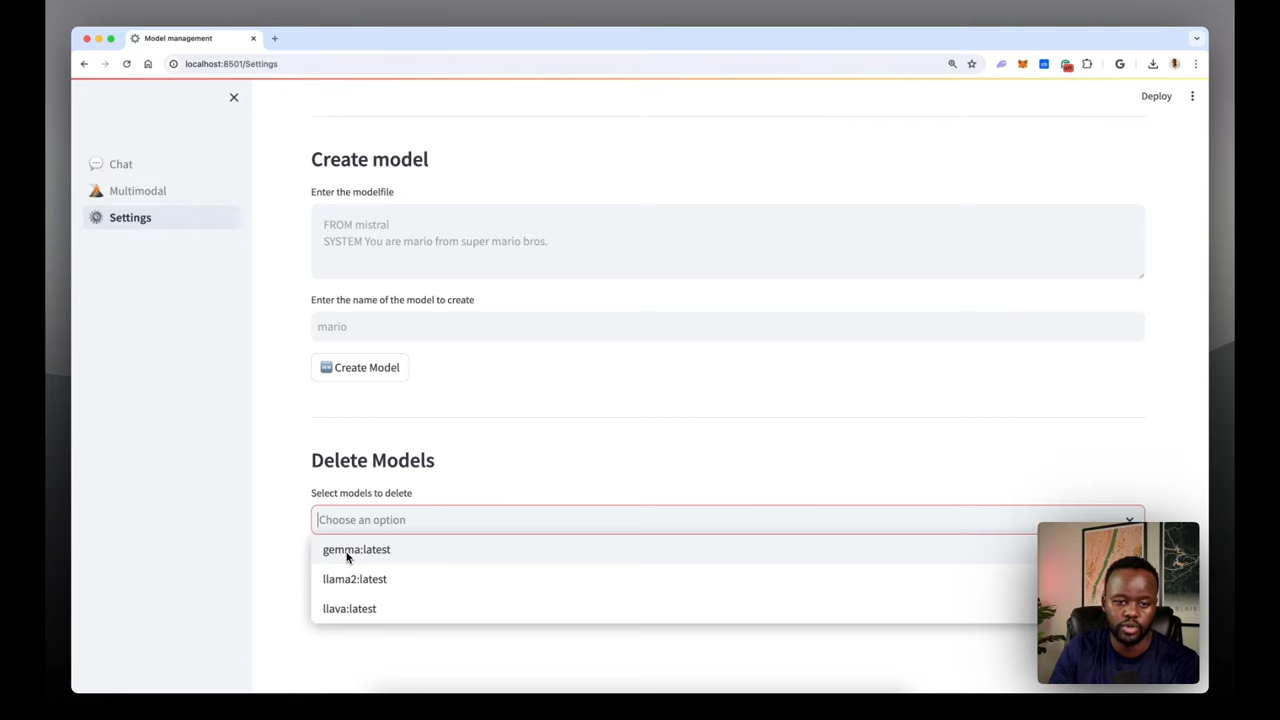 Model management
localhost:8501/Settings
Deploy
Chat
Multimodal
Settings
Create model
Enter the modelfile
FROM mistral
SYSTEM You are mario from super mario bros.
Enter the name of the model to create
mario
Create Model
Delete Models
Select models to delete
Choose an option
gemma:latest
llama2:latest
llava:latest